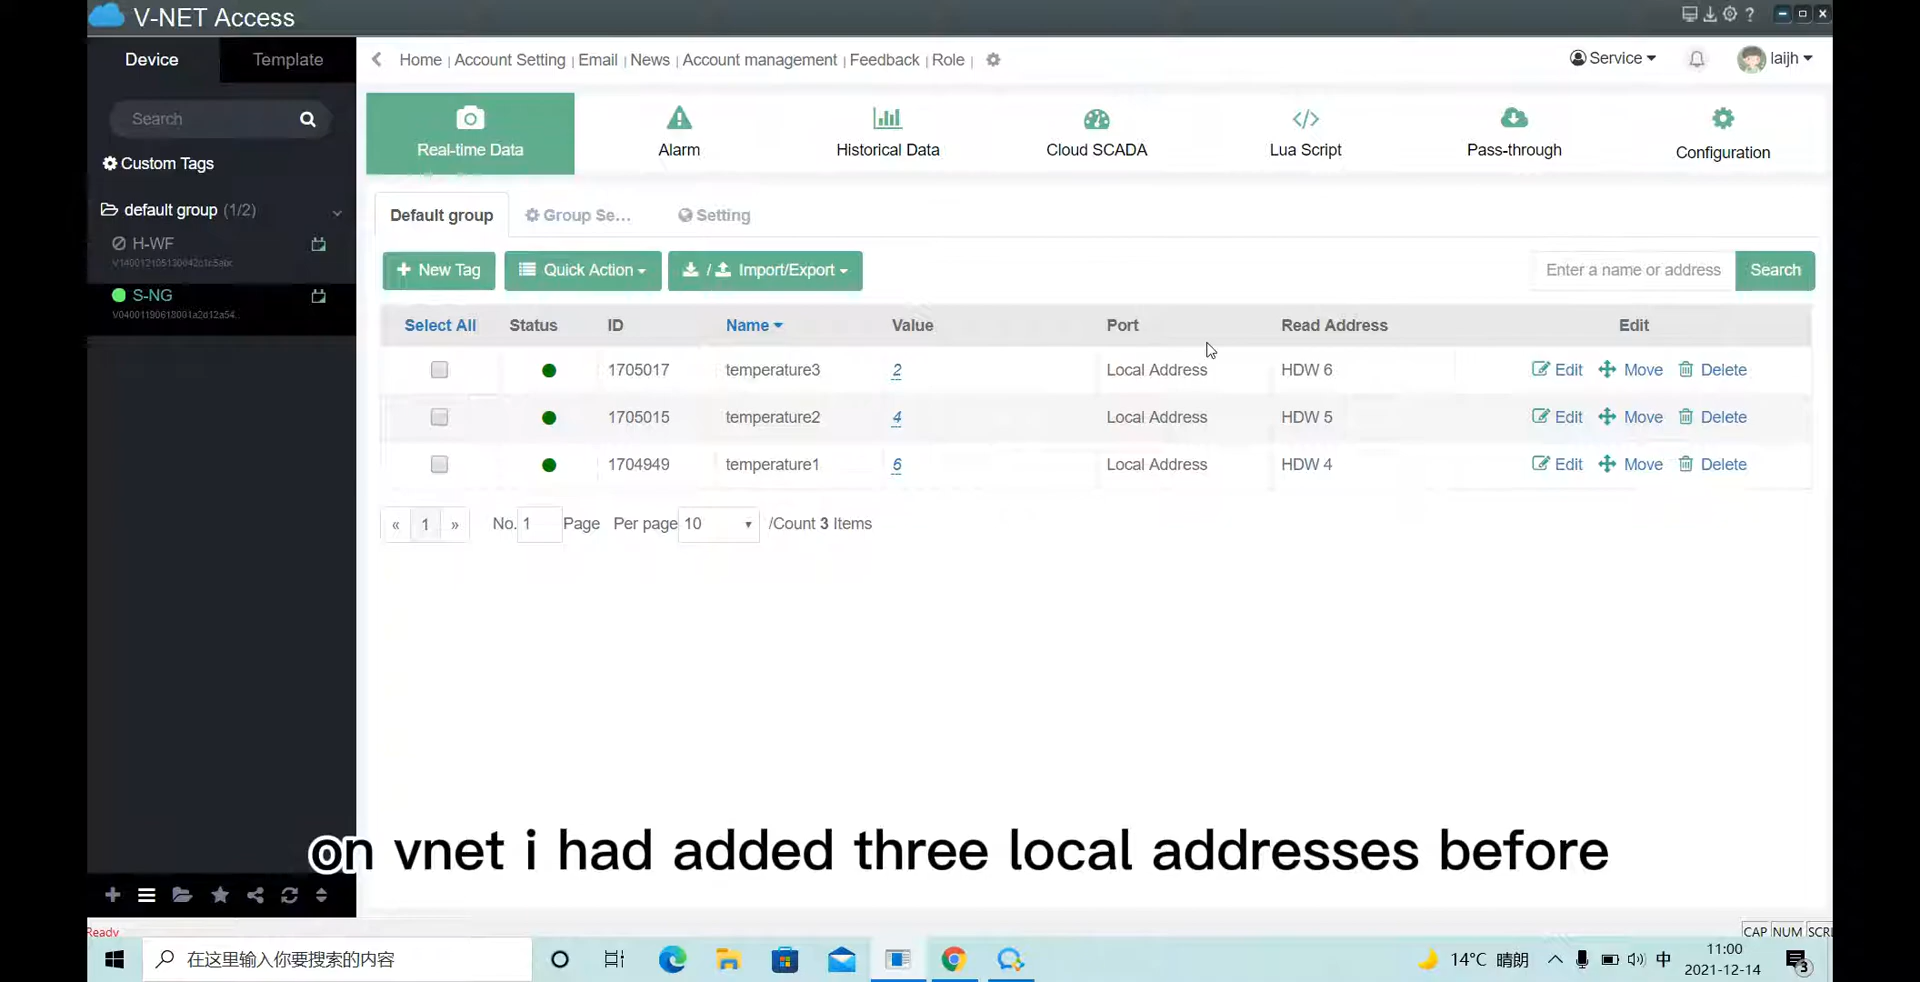 V-NET Access
Device
Template
Home | Account Setting | Email | News | Account management | Feedback | Role |
Service
laijh
Search
Custom Tags
default group (1/2)
H-WF
S-NG
Real-time Data
Alarm
Historical Data
Cloud SCADA
Lua Script
Pass-through
Configuration
Default group
Group Se...
Setting
New Tag
Quick Action
/ Import/Export
Enter a name or address
Search
Select All Status ID Name Value Port Read Address Edit
1705017 temperature3 2 Local Address HDW 6 Edit Move Delete
1705015 temperature2 4 Local Address HDW 5 Edit Move Delete
1704949 temperature1 6 Local Address HDW 4 Edit Move Delete
« 1 » No. 1 Page Per page 10 /Count 3 Items
on vnet i had added three local addresses before
Ready
CAP NUM SCRL
在这里输入你要搜索的内容
14°C 晴朗
中
11:00
2021-12-14
3